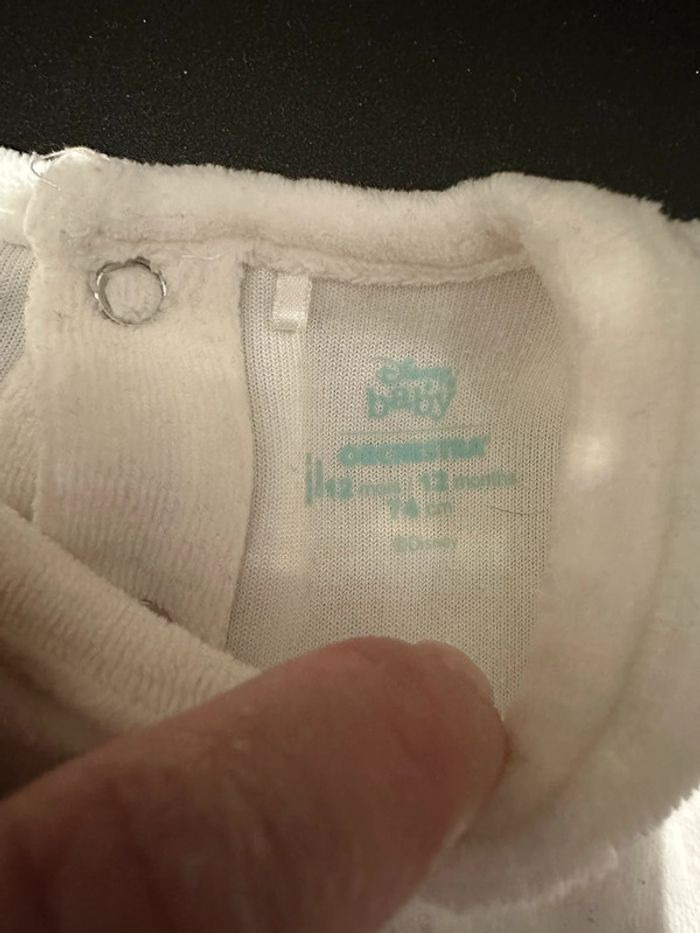 Disney
baby
ORCHESTRA
12 mois / 12 months
74 cm
©Disney